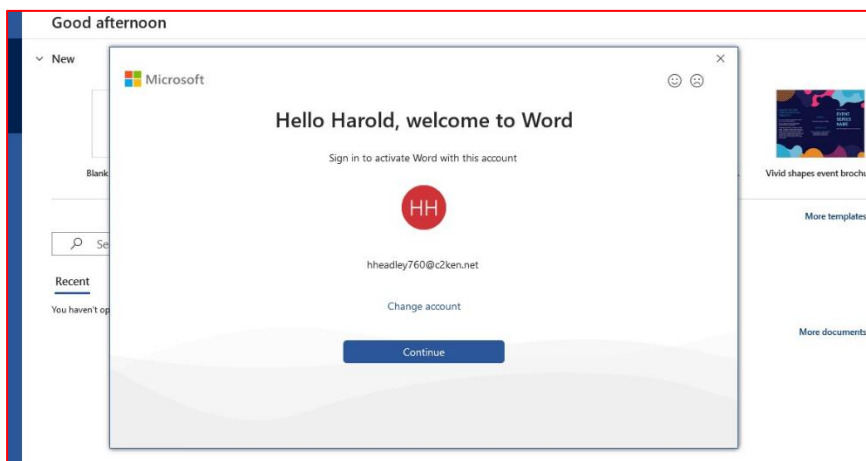 Good afternoon
New
Microsoft
Hello Harold, welcome to Word
Sign in to activate Word with this account
HH
hheadley760@c2ken.net
Change account
Continue
Blank
Vivid shapes event brochu
More templates
Se
Recent
You haven't op
More documents